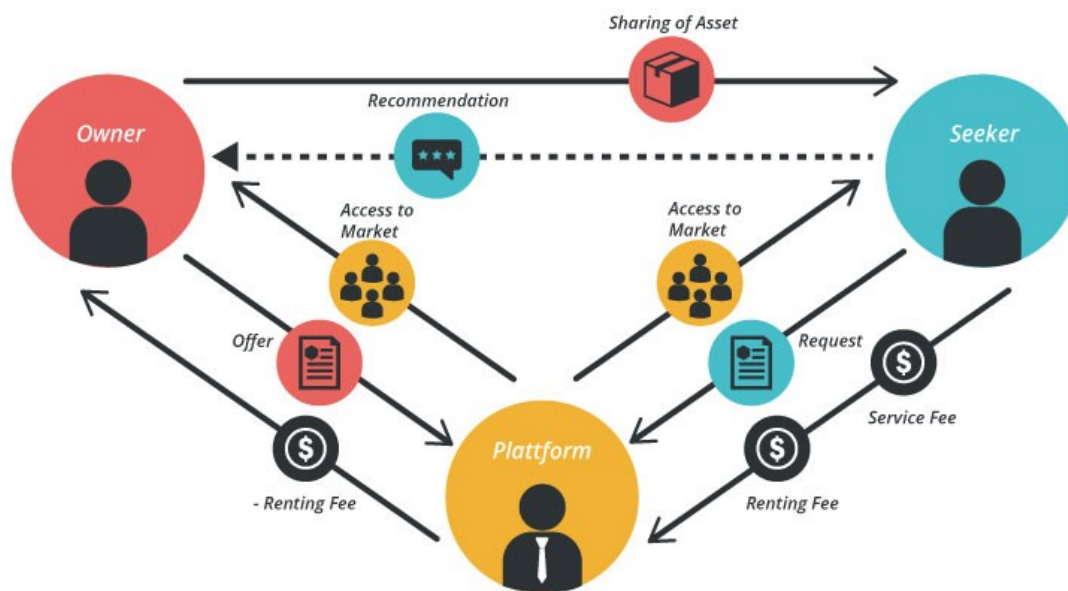 Sharing of Asset
Recommendation
Owner
Seeker
Access to
Market
Access to
Market
Offer
Request
Service Fee
Plattform
- Renting Fee
Renting Fee